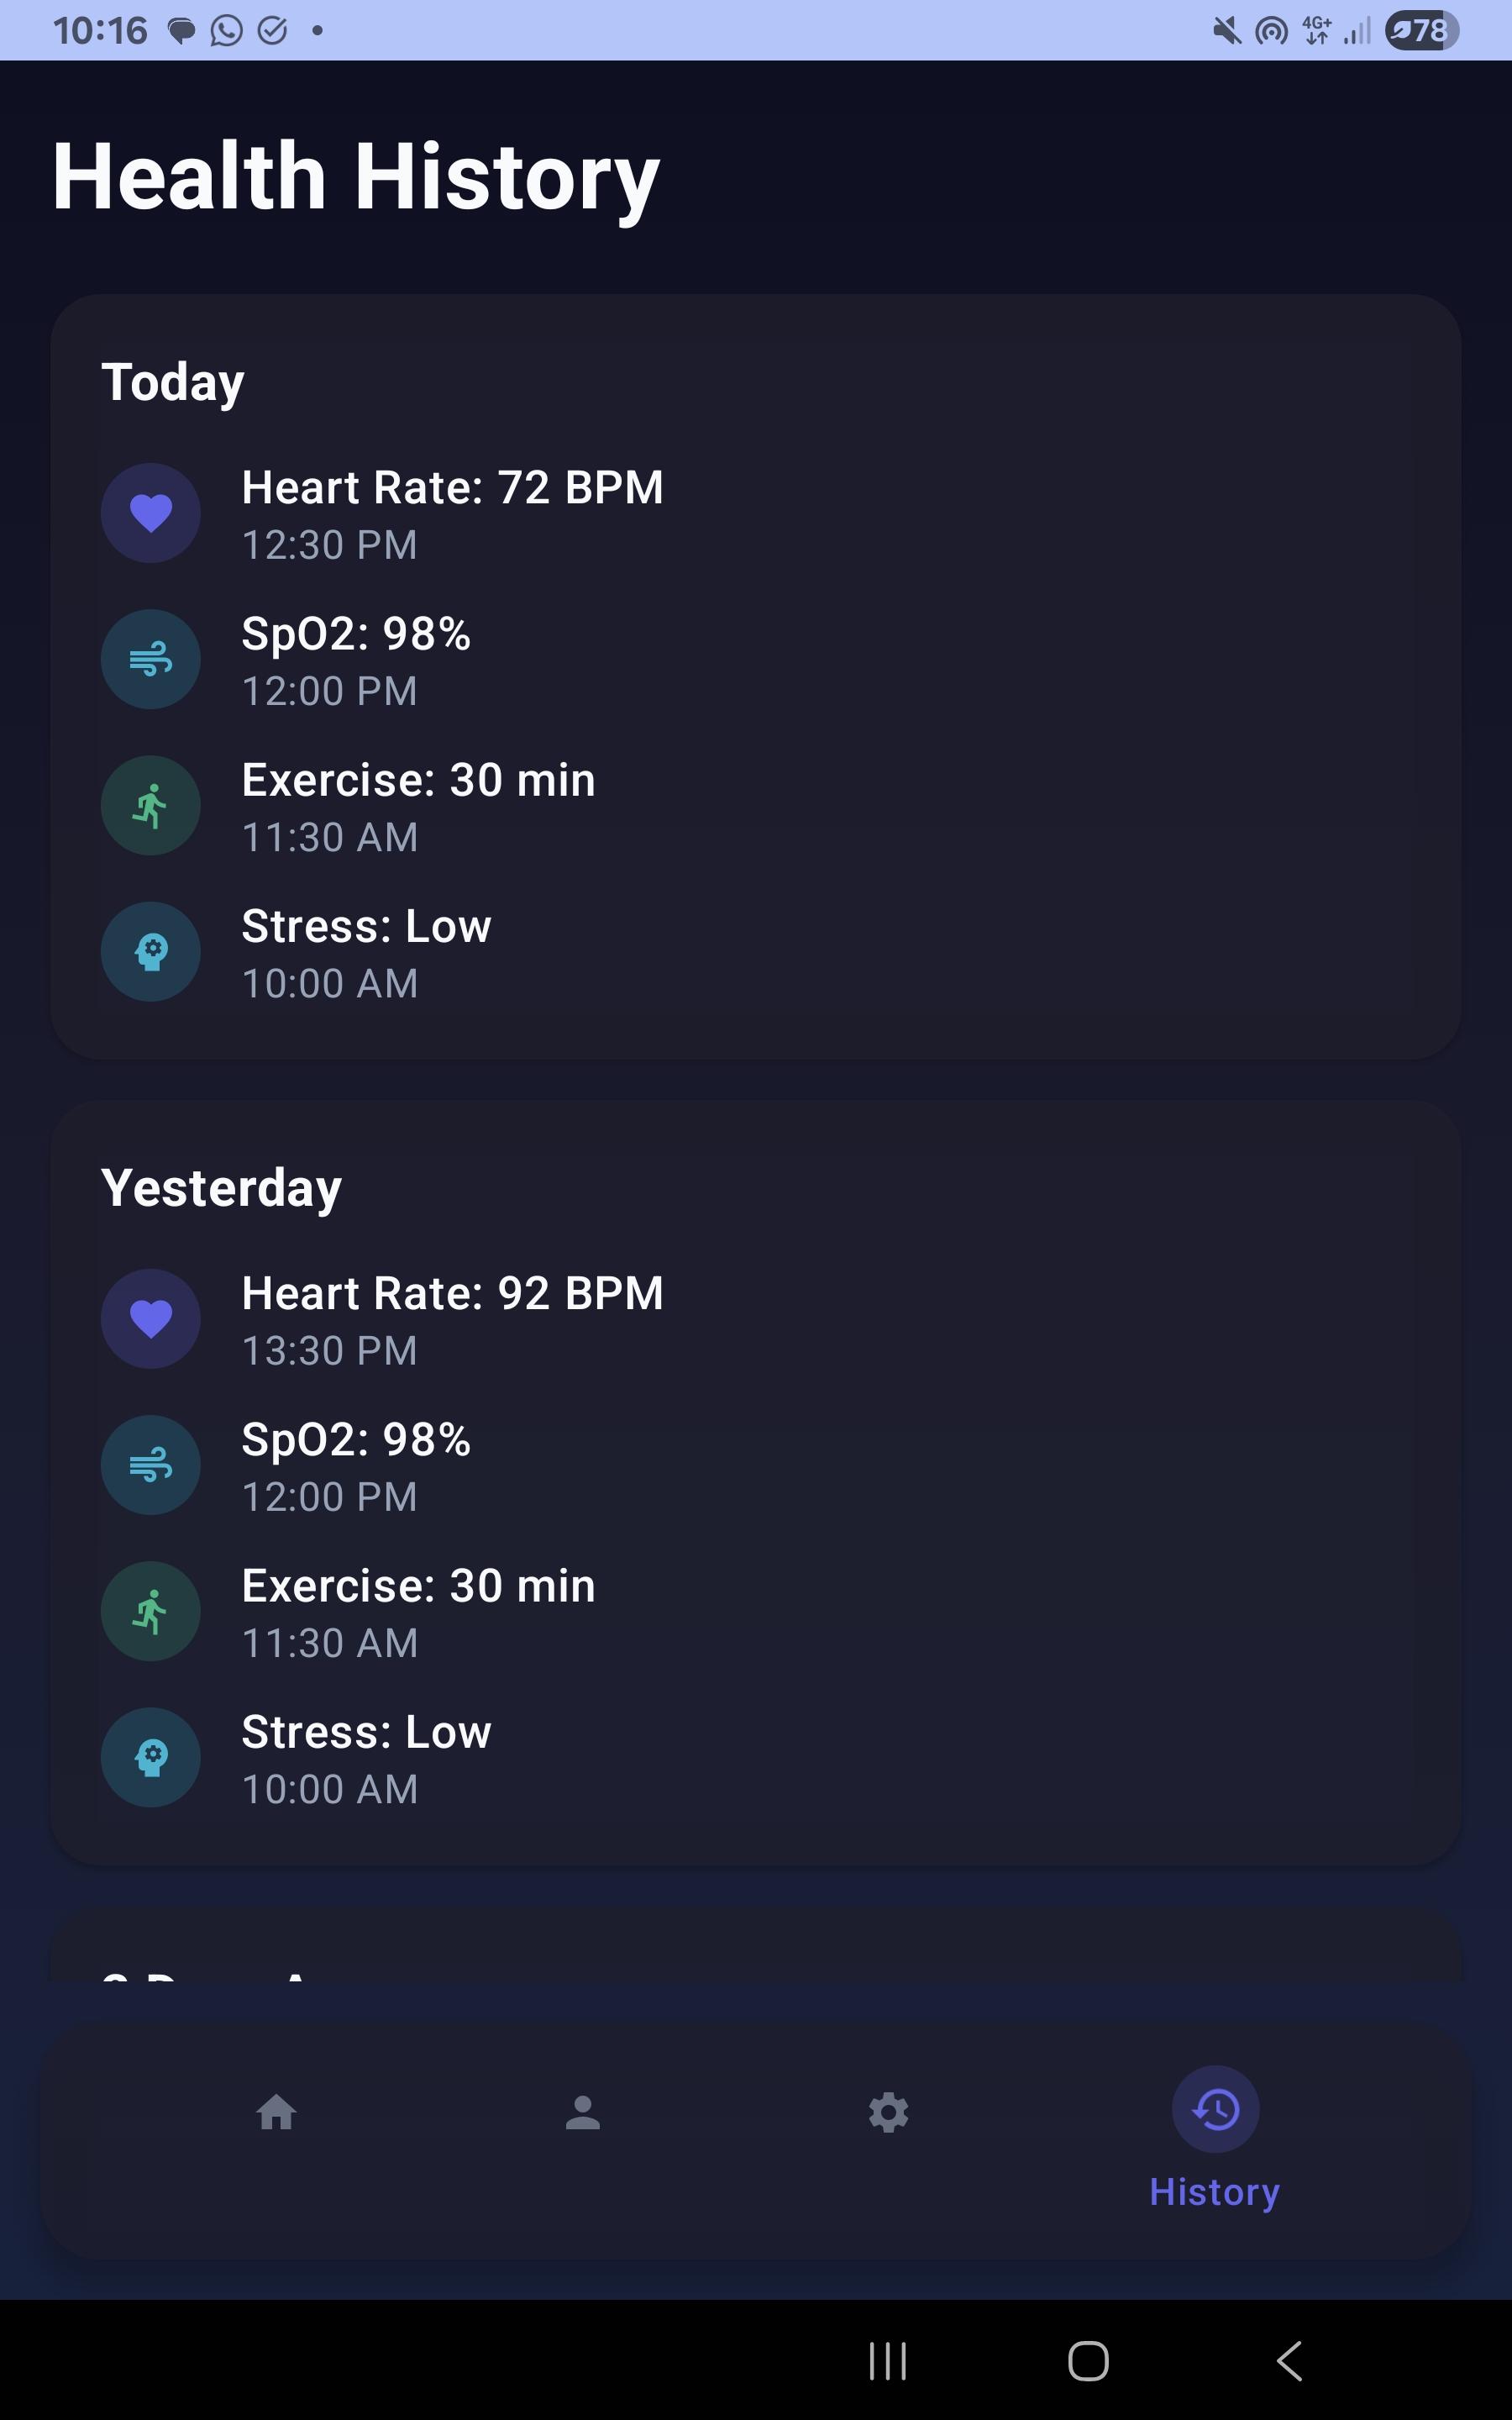 10:16
4G+
78
Health History
Today
Heart Rate: 72 BPM
12:30 PM
SpO2: 98%
12:00 PM
Exercise: 30 min
11:30 AM
Stress: Low
10:00 AM
Yesterday
Heart Rate: 92 BPM
13:30 PM
SpO2: 98%
12:00 PM
Exercise: 30 min
11:30 AM
Stress: Low
10:00 AM
History